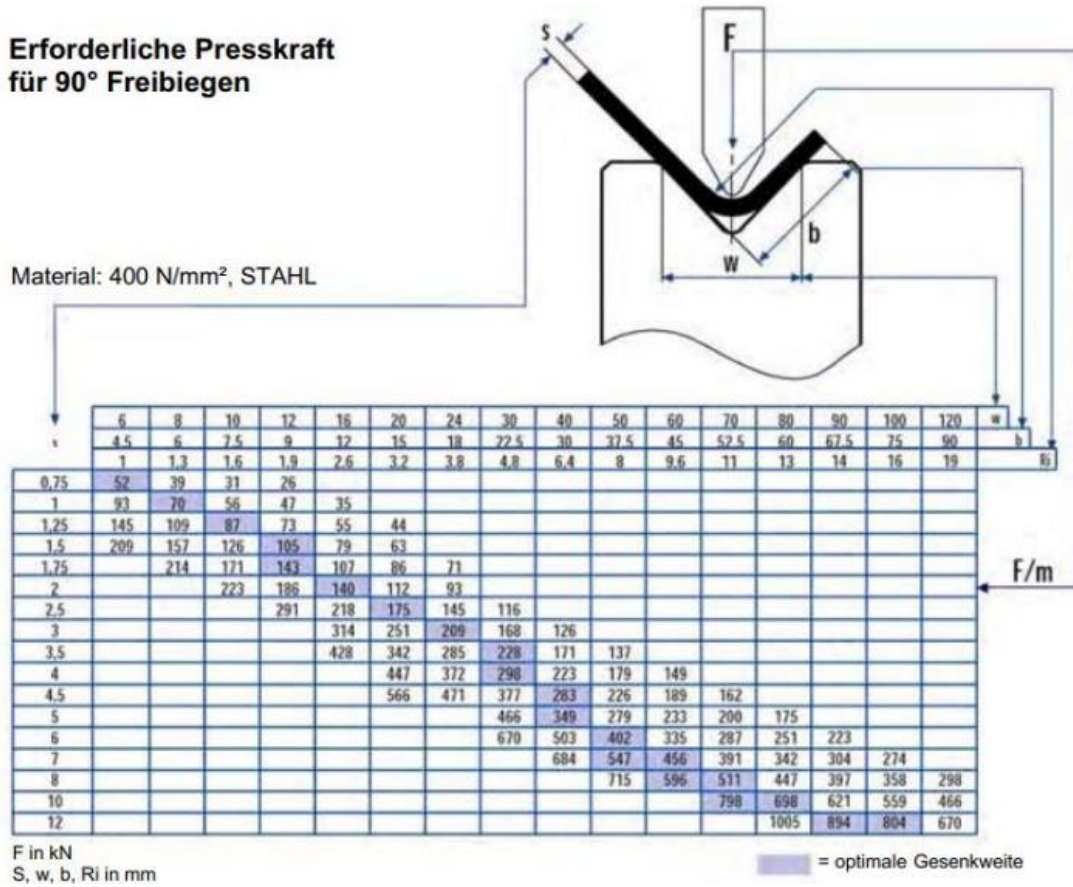 Erforderliche Presskraft
für 90° Freibiegen
S
F
b
W
Material: 400 N/mm², STAHL
6 8 10 12 16 20 24 30 40 50 60 70 80 90 100 120 w
s 4.5 6 7.5 9 12 15 18 22.5 30 37.5 45 52.5 60 67.5 75 90 b
1 1,3 1.6 1.9 2.6 3.2 3.8 4.8 6,4 8 9.6 11 13 14 16 19 Ri
0,75 52 39 31 26
1 93 70 56 47 35
1,25 145 109 87 73 55 44
1,5 209 157 126 105 79 63
1,75 214 171 143 107 86 71
2 223 186 140 112 93
F/m
2,5 291 218 175 145 116
3 314 251 209 168 126
3,5 428 342 285 228 171 137
4 447 372 298 223 179 149
4,5 566 471 377 283 226 189 162
5 466 349 279 233 200 175
6 670 503 402 335 287 251 223
7 684 547 456 391 342 304 274
8 715 596 511 447 397 358 298
10 798 698 621 559 466
12 1005 894 804 670
F in kN
S, w, b, Ri in mm
= optimale Gesenkweite